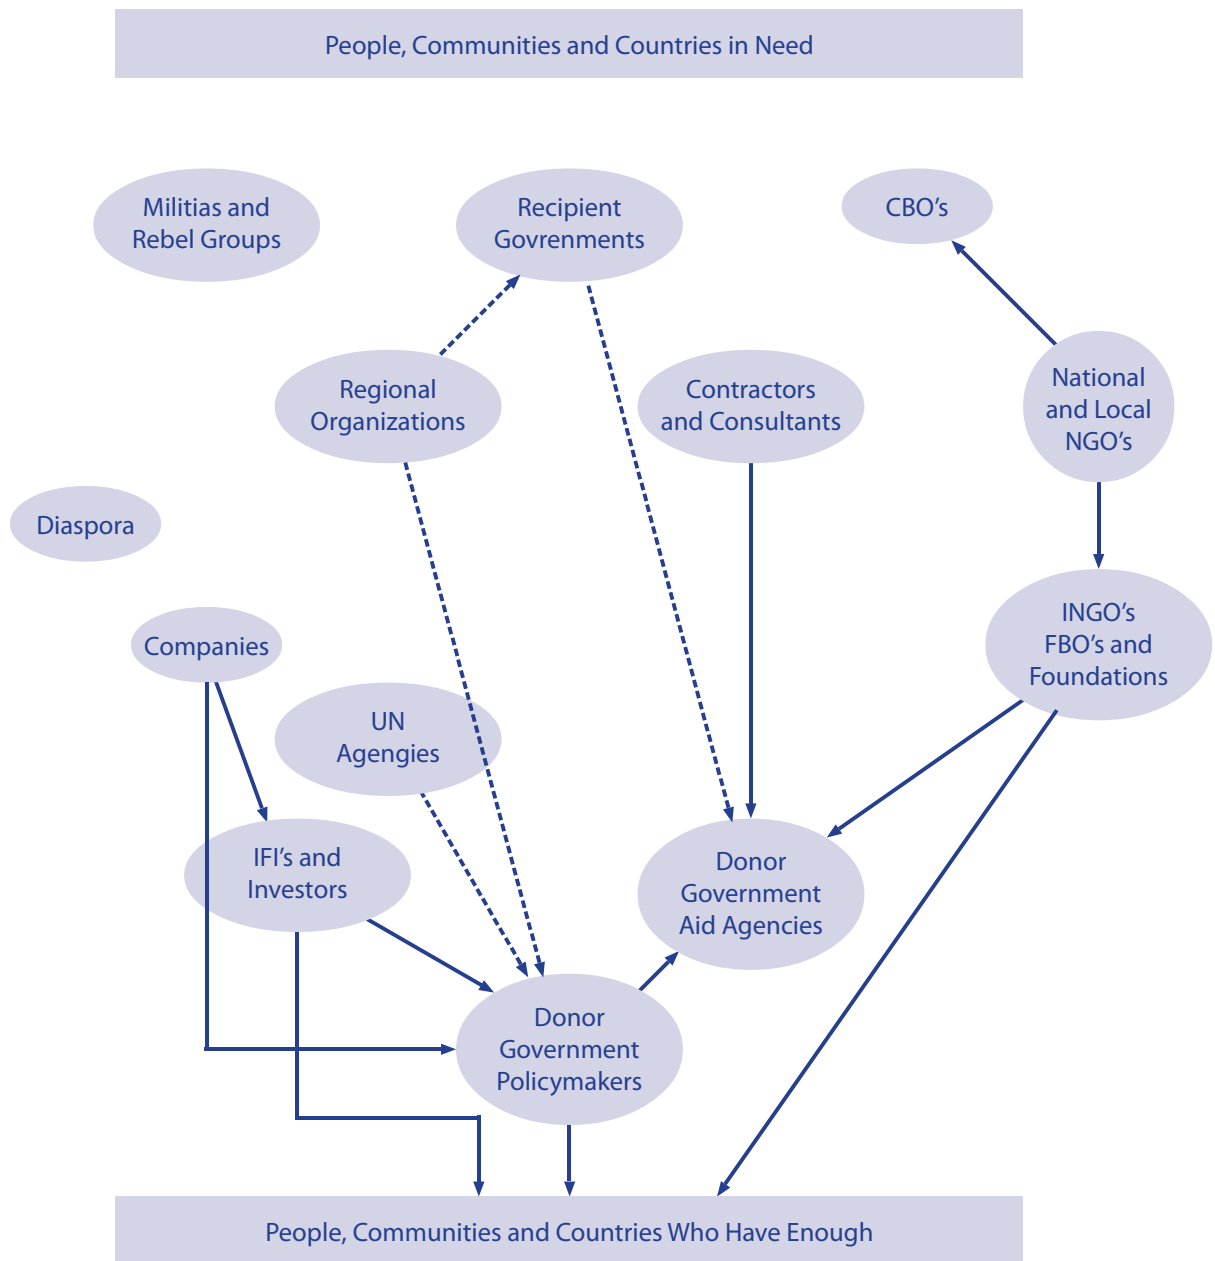 People, Communities and Countries in Need
Militias and
Rebel Groups
Recipient
Govrenments
CBO's
Regional
Organizations
Contractors
and Consultants
National
and Local
NGO's
Diaspora
INGO's
FBO's and
Foundations
Companies
UN
Agengies
IFI's and
Investors
Donor
Government
Aid Agencies
Donor
Government
Policymakers
People, Communities and Countries Who Have Enough